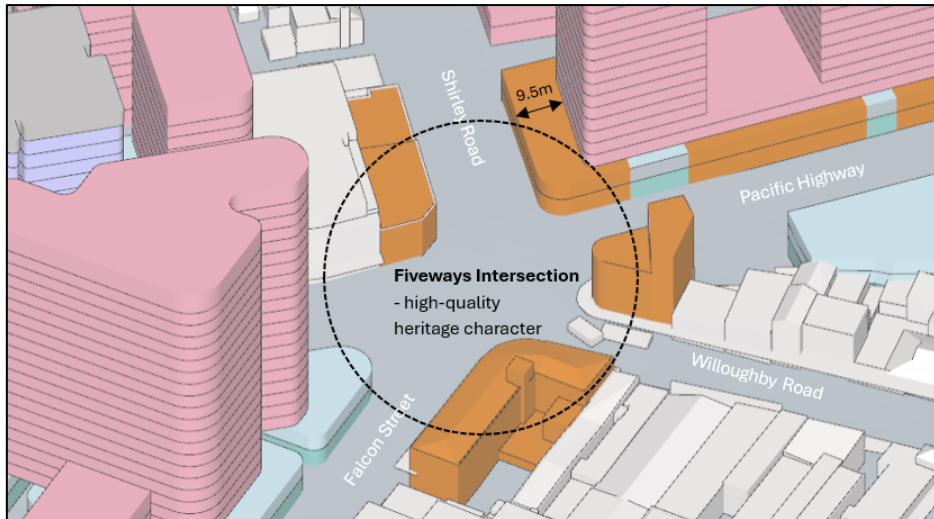 9.5m
Shirley Road
Pacific Highway
Fiveways Intersection
- high-quality
heritage character
Willoughby Road
Falcon Street